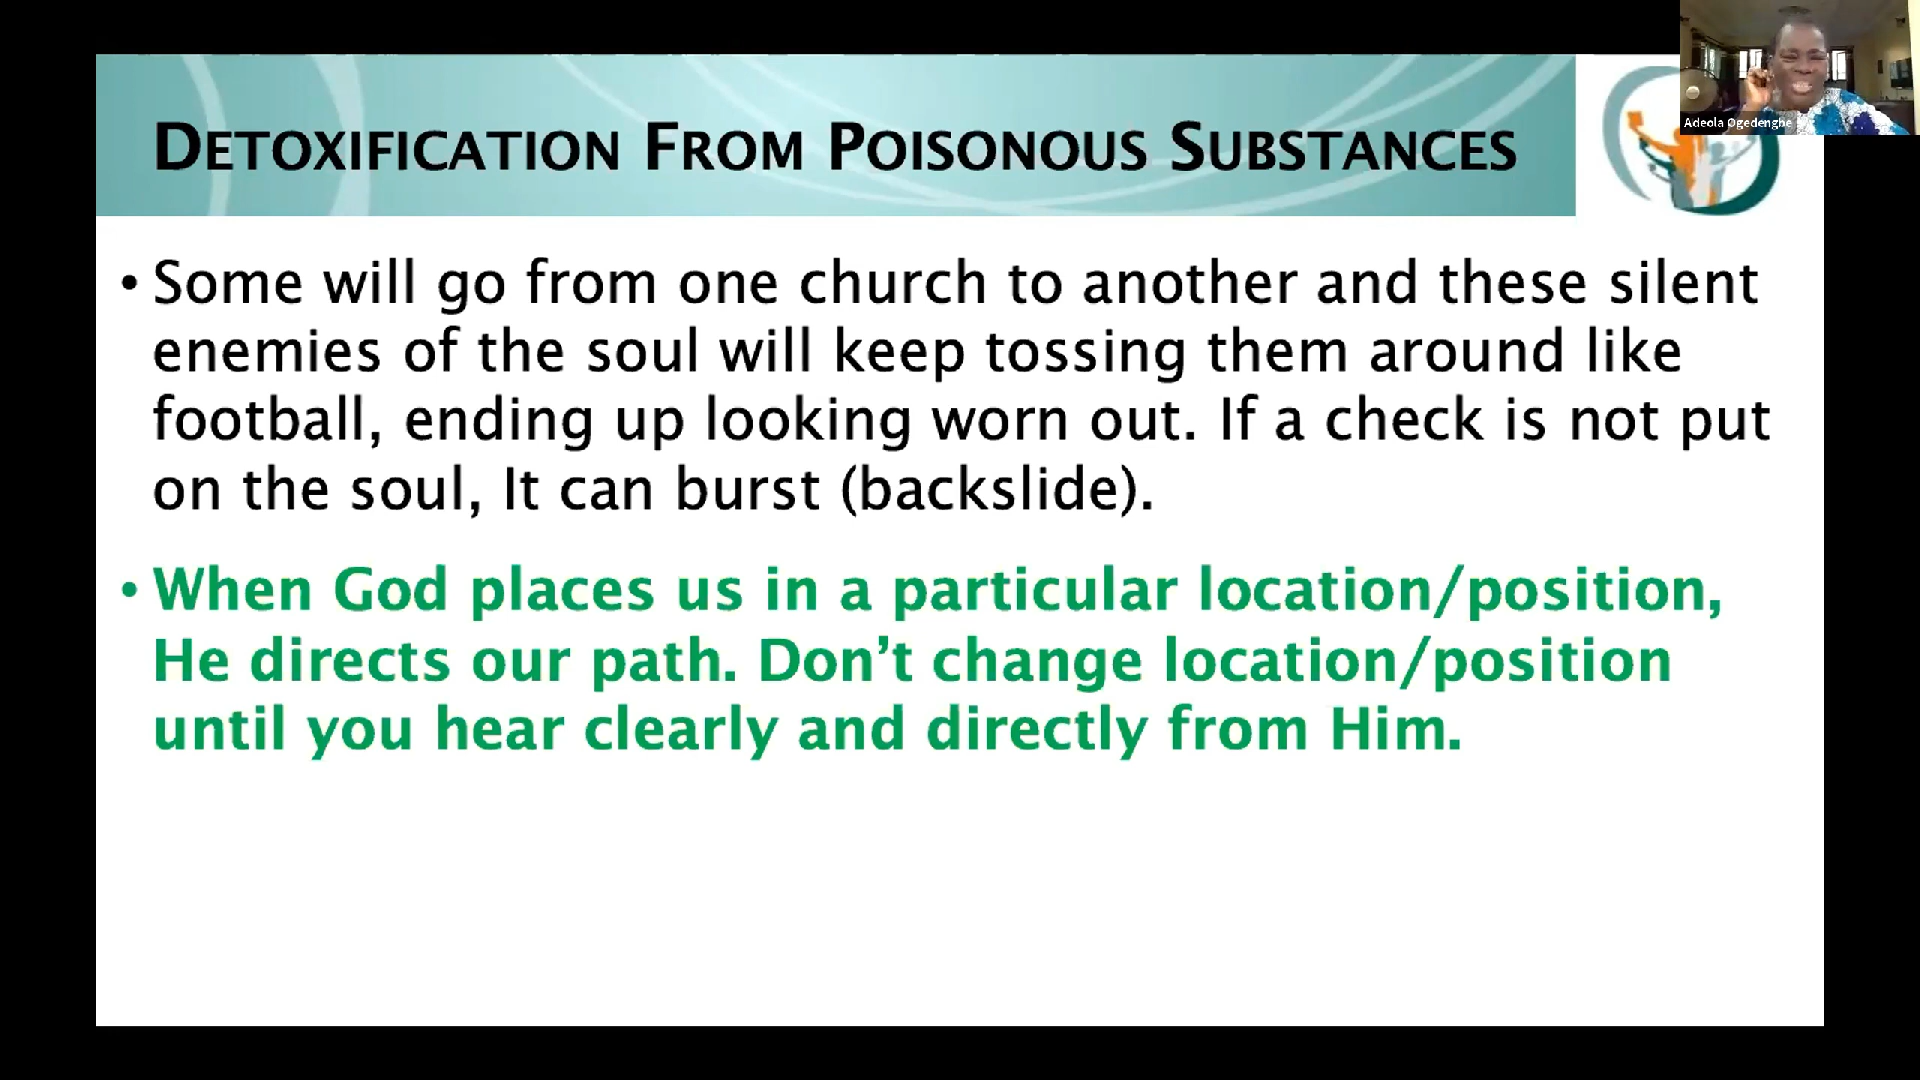 DETOXIFICATION FROM POISONOUS SUBSTANCES
Adeola Ogedenghe
• Some will go from one church to another and these silent
enemies of the soul will keep tossing them around like
football, ending up looking worn out. If a check is not put
on the soul, It can burst (backslide).
• When God places us in a particular location/position,
He directs our path. Don’t change location/position
until you hear clearly and directly from Him.